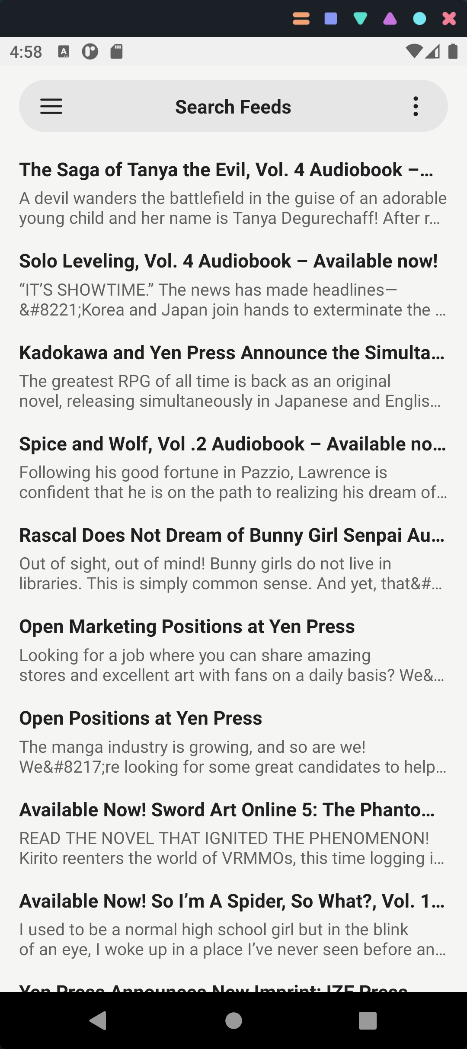 4:58
Search Feeds
The Saga of Tanya the Evil, Vol. 4 Audiobook –...
A devil wanders the battlefield in the guise of an adorable
young child and her name is Tanya Degurechaff! After r...
Solo Leveling, Vol. 4 Audiobook – Available now!
“IT’S SHOWTIME.” The news has made headlines—
&#8221;Korea and Japan join hands to exterminate the ...
Kadokawa and Yen Press Announce the Simulta...
The greatest RPG of all time is back as an original
novel, releasing simultaneously in Japanese and Englis...
Spice and Wolf, Vol .2 Audiobook – Available no...
Following his good fortune in Pazzio, Lawrence is
confident that he is on the path to realizing his dream of...
Rascal Does Not Dream of Bunny Girl Senpai Au...
Out of sight, out of mind! Bunny girls do not live in
libraries. This is simply common sense. And yet, that&#...
Open Marketing Positions at Yen Press
Looking for a job where you can share amazing
stores and excellent art with fans on a daily basis? We&...
Open Positions at Yen Press
The manga industry is growing, and so are we!
We&#8217;re looking for some great candidates to help...
Available Now! Sword Art Online 5: The Phanto...
READ THE NOVEL THAT IGNITED THE PHENOMENON!
Kirito reenters the world of VRMMOs, this time logging i...
Available Now! So I’m A Spider, So What?, Vol. 1...
I used to be a normal high school girl but in the blink
of an eye, I woke up in a place I’ve never seen before an...
Yen Press Announces New Imprint: IZE Press